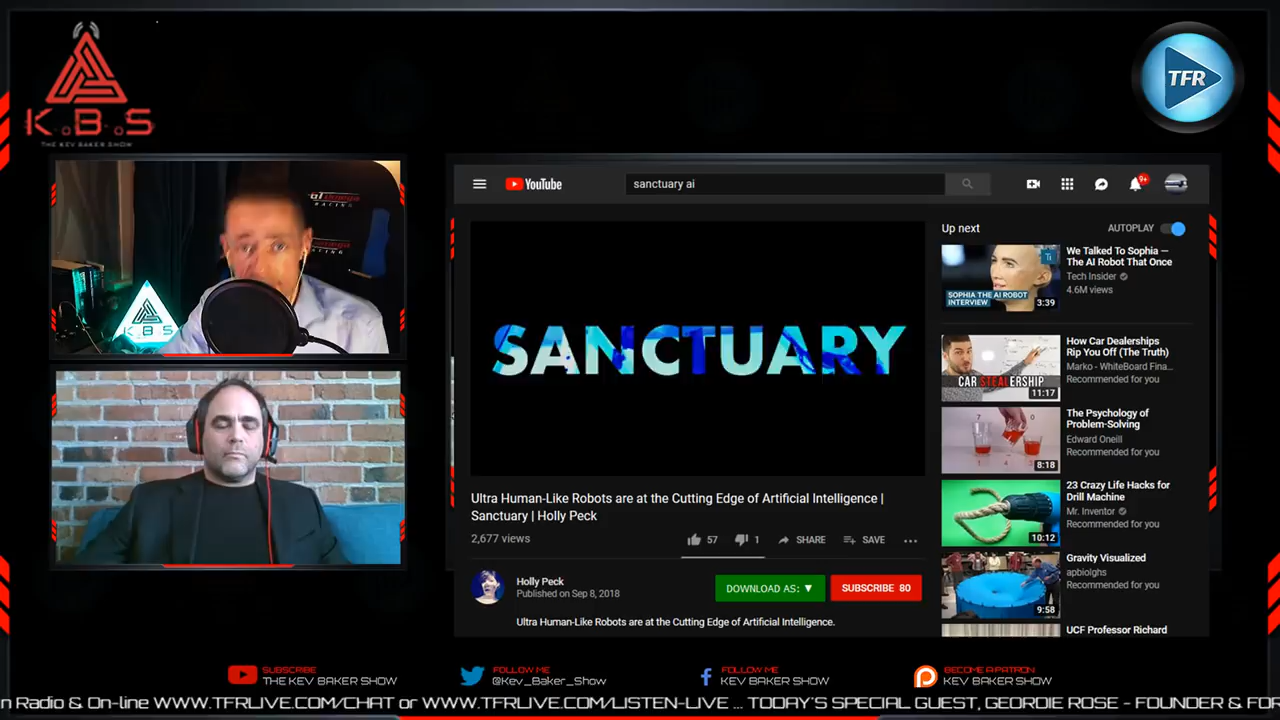 K.B.S
THE KEV BAKER SHOW
TFR
GT OMEGA
RACING
RACING
K B S
YouTube
sanctuary ai
9+
SANCTUARY
Ultra Human-Like Robots are at the Cutting Edge of Artificial Intelligence |
Sanctuary | Holly Peck
2,677 views
57
1
SHARE
SAVE
Holly Peck
Published on Sep 8, 2018
DOWNLOAD AS: ▼
SUBSCRIBE 80
Ultra Human-Like Robots are at the Cutting Edge of Artificial Intelligence.
Up next
AUTOPLAY
SOPHIA THE AI ROBOT
INTERVIEW
3:39
We Talked To Sophia —
The AI Robot That Once
Tech Insider
4.6M views
CAR STEALERSHIP
11:17
How Car Dealerships
Rip You Off (The Truth)
Marko - WhiteBoard Fina...
Recommended for you
8:18
The Psychology of
Problem-Solving
Edward Oneill
Recommended for you
10:12
23 Crazy Life Hacks for
Drill Machine
Mr. Inventor
Recommended for you
9:58
Gravity Visualized
apbiolghs
Recommended for you
UCF Professor Richard
SUBSCRIBE
THE KEV BAKER SHOW
FOLLOW ME
@Kev_Baker_Show
FOLLOW ME
KEV BAKER SHOW
BECOME A PATRON
KEV BAKER SHOW
n Radio & On-line WWW.TFRLIVE.COM/CHAT or WWW.TFRLIVE.COM/LISTEN-LIVE ... TODAY'S SPECIAL GUEST, GEORDIE ROSE - FOUNDER & FO